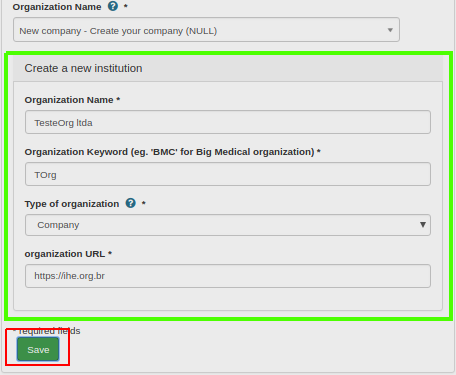 Organization Name ? *
New company - Create your company (NULL)
Create a new institution
Organization Name *
TesteOrg ltda
Organization Keyword (eg. 'BMC' for Big Medical organization) *
TOrg
Type of organization ? *
Company
organization URL *
https://ihe.org.br
* required fields
Save